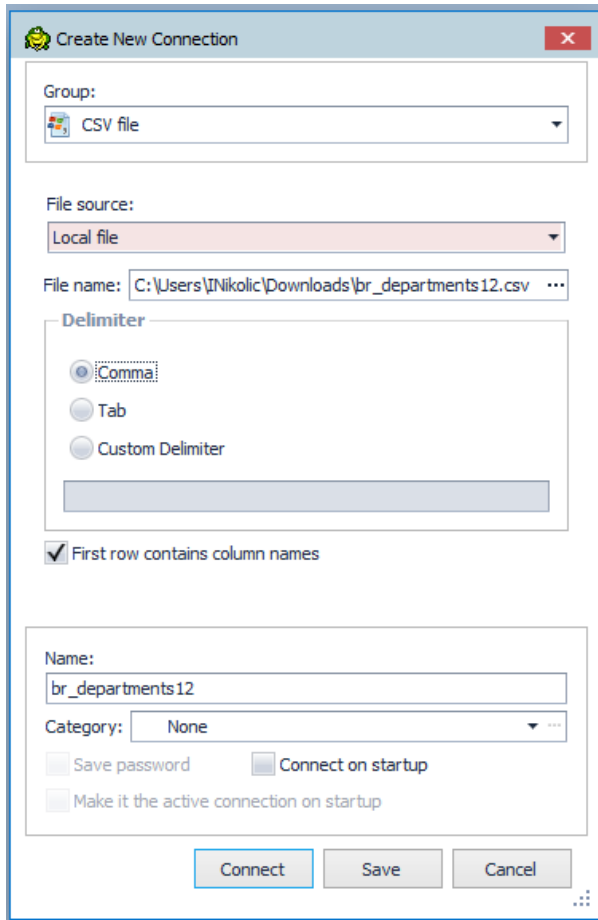 Create New Connection
Group:
CSV file
File source:
Local file
File name: C:\Users\INikolic\Downloads\br_departments12.csv ...
Delimiter
Comma
Tab
Custom Delimiter
First row contains column names
Name:
br_departments12
Category: None ...
Save password Connect on startup
Make it the active connection on startup
Connect Save Cancel